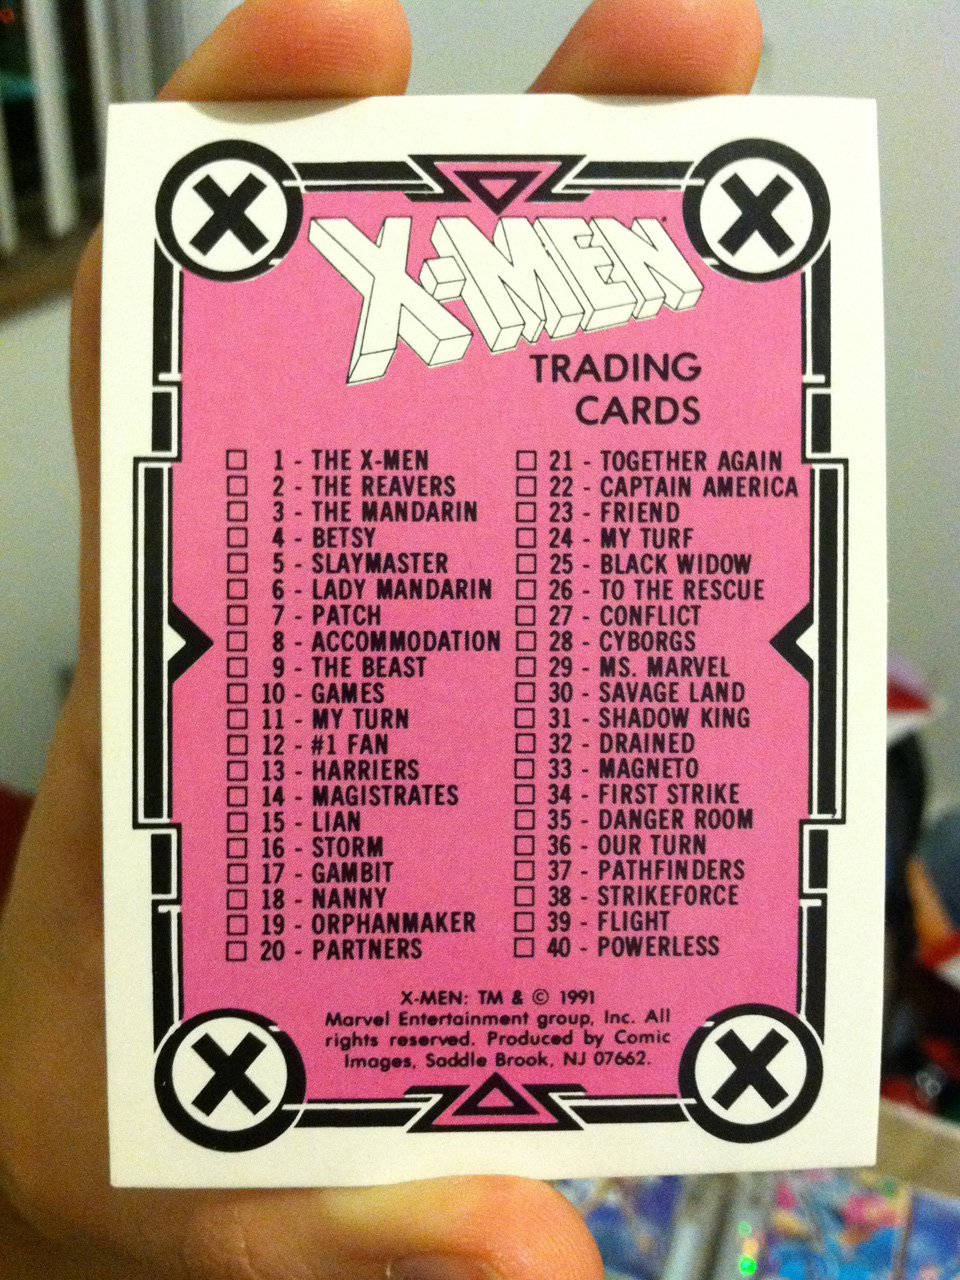 X X
X-MEN
TRADING
CARDS
1 - THE X-MEN
2 - THE REAVERS
3 - THE MANDARIN
4 - BETSY
5 - SLAYMASTER
6 - LADY MANDARIN
7 - PATCH
8 - ACCOMMODATION
9 - THE BEAST
10 - GAMES
11 - MY TURN
12 - #1 FAN
13 - HARRIERS
14 - MAGISTRATES
15 - LIAN
16 - STORM
17 - GAMBIT
18 - NANNY
19 - ORPHANMAKER
20 - PARTNERS
21 - TOGETHER AGAIN
22 - CAPTAIN AMERICA
23 - FRIEND
24 - MY TURF
25 - BLACK WIDOW
26 - TO THE RESCUE
27 - CONFLICT
28 - CYBORGS
29 - MS. MARVEL
30 - SAVAGE LAND
31 - SHADOW KING
32 - DRAINED
33 - MAGNETO
34 - FIRST STRIKE
35 - DANGER ROOM
36 - OUR TURN
37 - PATHFINDERS
38 - STRIKEFORCE
39 - FLIGHT
40 - POWERLESS
X-MEN: TM & © 1991
Marvel Entertainment group, Inc. All
rights reserved. Produced by Comic
Images, Saddle Brook, NJ 07662.
X X